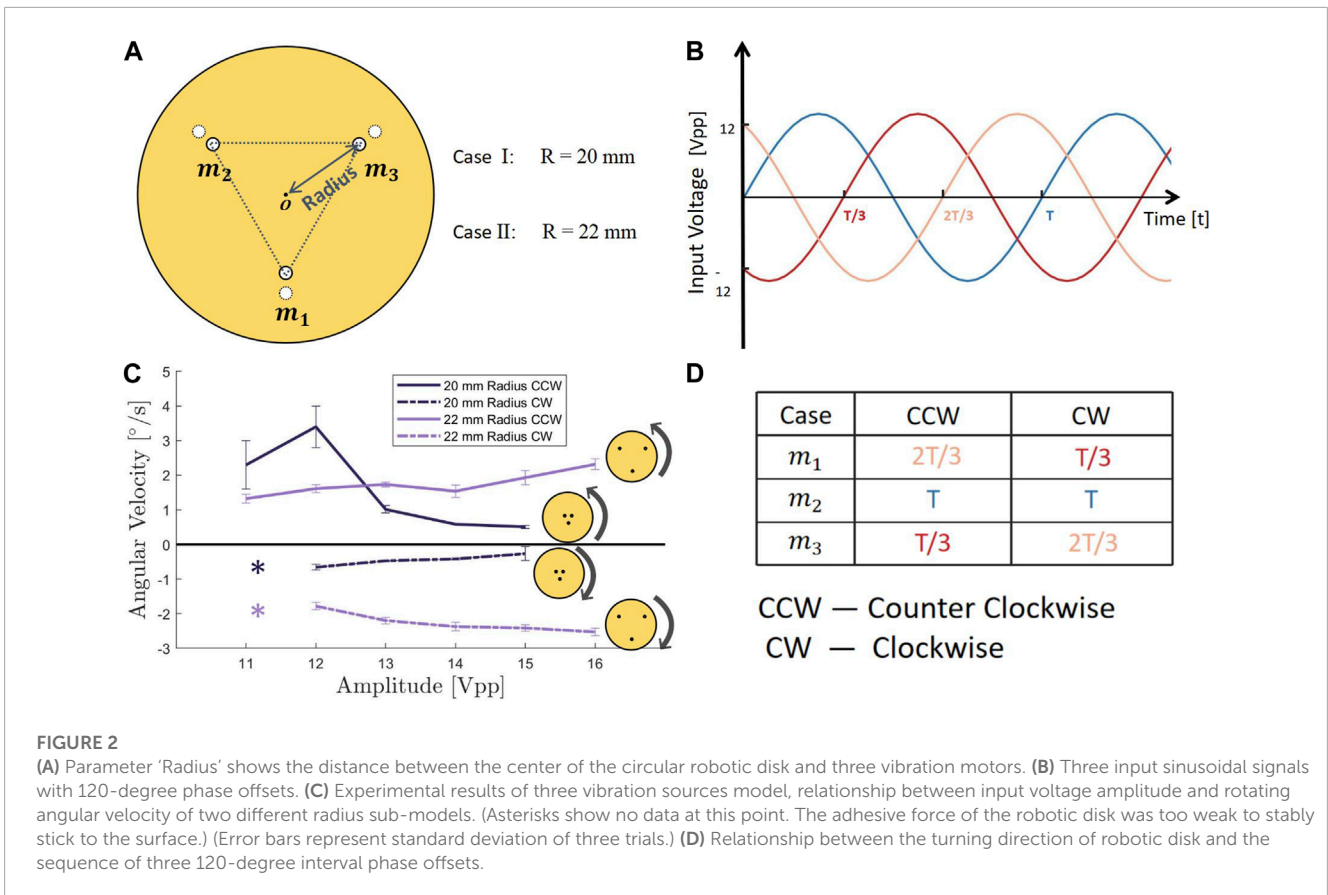 A
m2
m3
Radius
o
m1
Case I: R = 20 mm
Case II: R = 22 mm
B
Input Voltage [Vpp]
12
-
12
T/3
2T/3
T
Time [t]
C
Angular Velocity [°/s]
5
4
3
2
1
0
-1
-2
-3
20 mm Radius CCW
20 mm Radius CW
22 mm Radius CCW
22 mm Radius CW
*
*
11 12 13 14 15 16
Amplitude [Vpp]
D
Case CCW CW
m1 2T/3 T/3
m2 T T
m3 T/3 2T/3
CCW — Counter Clockwise
CW — Clockwise
FIGURE 2
(A) Parameter ‘Radius’ shows the distance between the center of the circular robotic disk and three vibration motors. (B) Three input sinusoidal signals
with 120-degree phase offsets. (C) Experimental results of three vibration sources model, relationship between input voltage amplitude and rotating
angular velocity of two different radius sub-models. (Asterisks show no data at this point. The adhesive force of the robotic disk was too weak to stably
stick to the surface.) (Error bars represent standard deviation of three trials.) (D) Relationship between the turning direction of robotic disk and the
sequence of three 120-degree interval phase offsets.